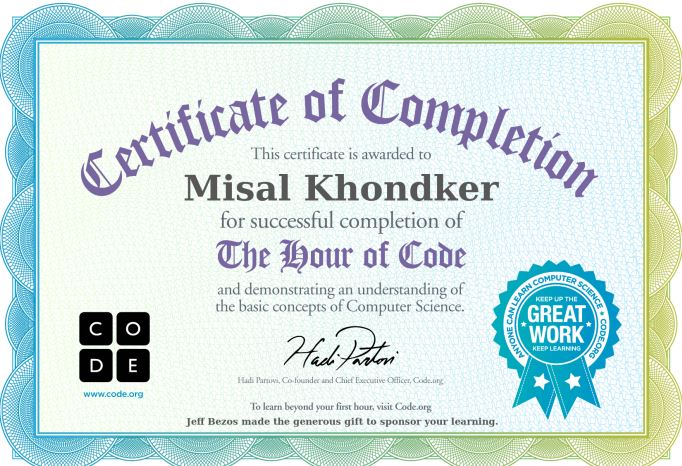 Certificate of Completion
This certificate is awarded to
Misal Khondker
for successful completion of
The Hour of Code
and demonstrating an understanding of
the basic concepts of Computer Science.
C O
D E
www.code.org
ANYONE CAN LEARN COMPUTER SCIENCE • CODE.ORG
KEEP UP THE
GREAT
WORK
KEEP LEARNING
Hadi Partovi
Hadi Partovi, Co-founder and Chief Executive Officer, Code.org
To learn beyond your first hour, visit Code.org
Jeff Bezos made the generous gift to sponsor your learning.